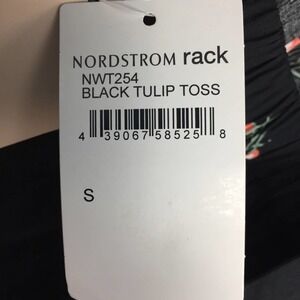 NORDSTROM rack
NWT254
BLACK TULIP TOSS
4 39067 58525 8
S